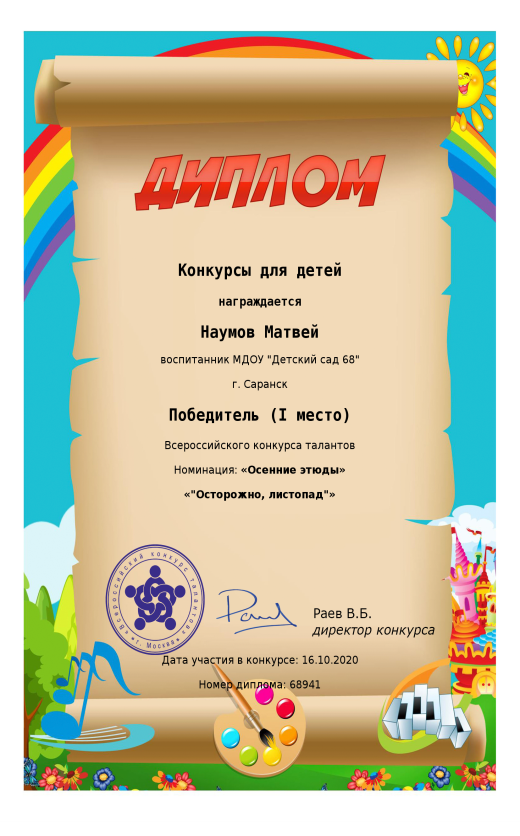 ДИПЛОМ
Конкурсы для детей
награждается
Наумов Матвей
воспитанник МДОУ "Детский сад 68"
г. Саранск
Победитель (I место)
Всероссийского конкурса талантов
Номинация: «Осенние этюды»
«"Осторожно, листопад"»
«Всероссийский конкурс талантов»
г. Москва
Раев В.Б.
директор конкурса
Дата участия в конкурсе: 16.10.2020
Номер диплома: 68941